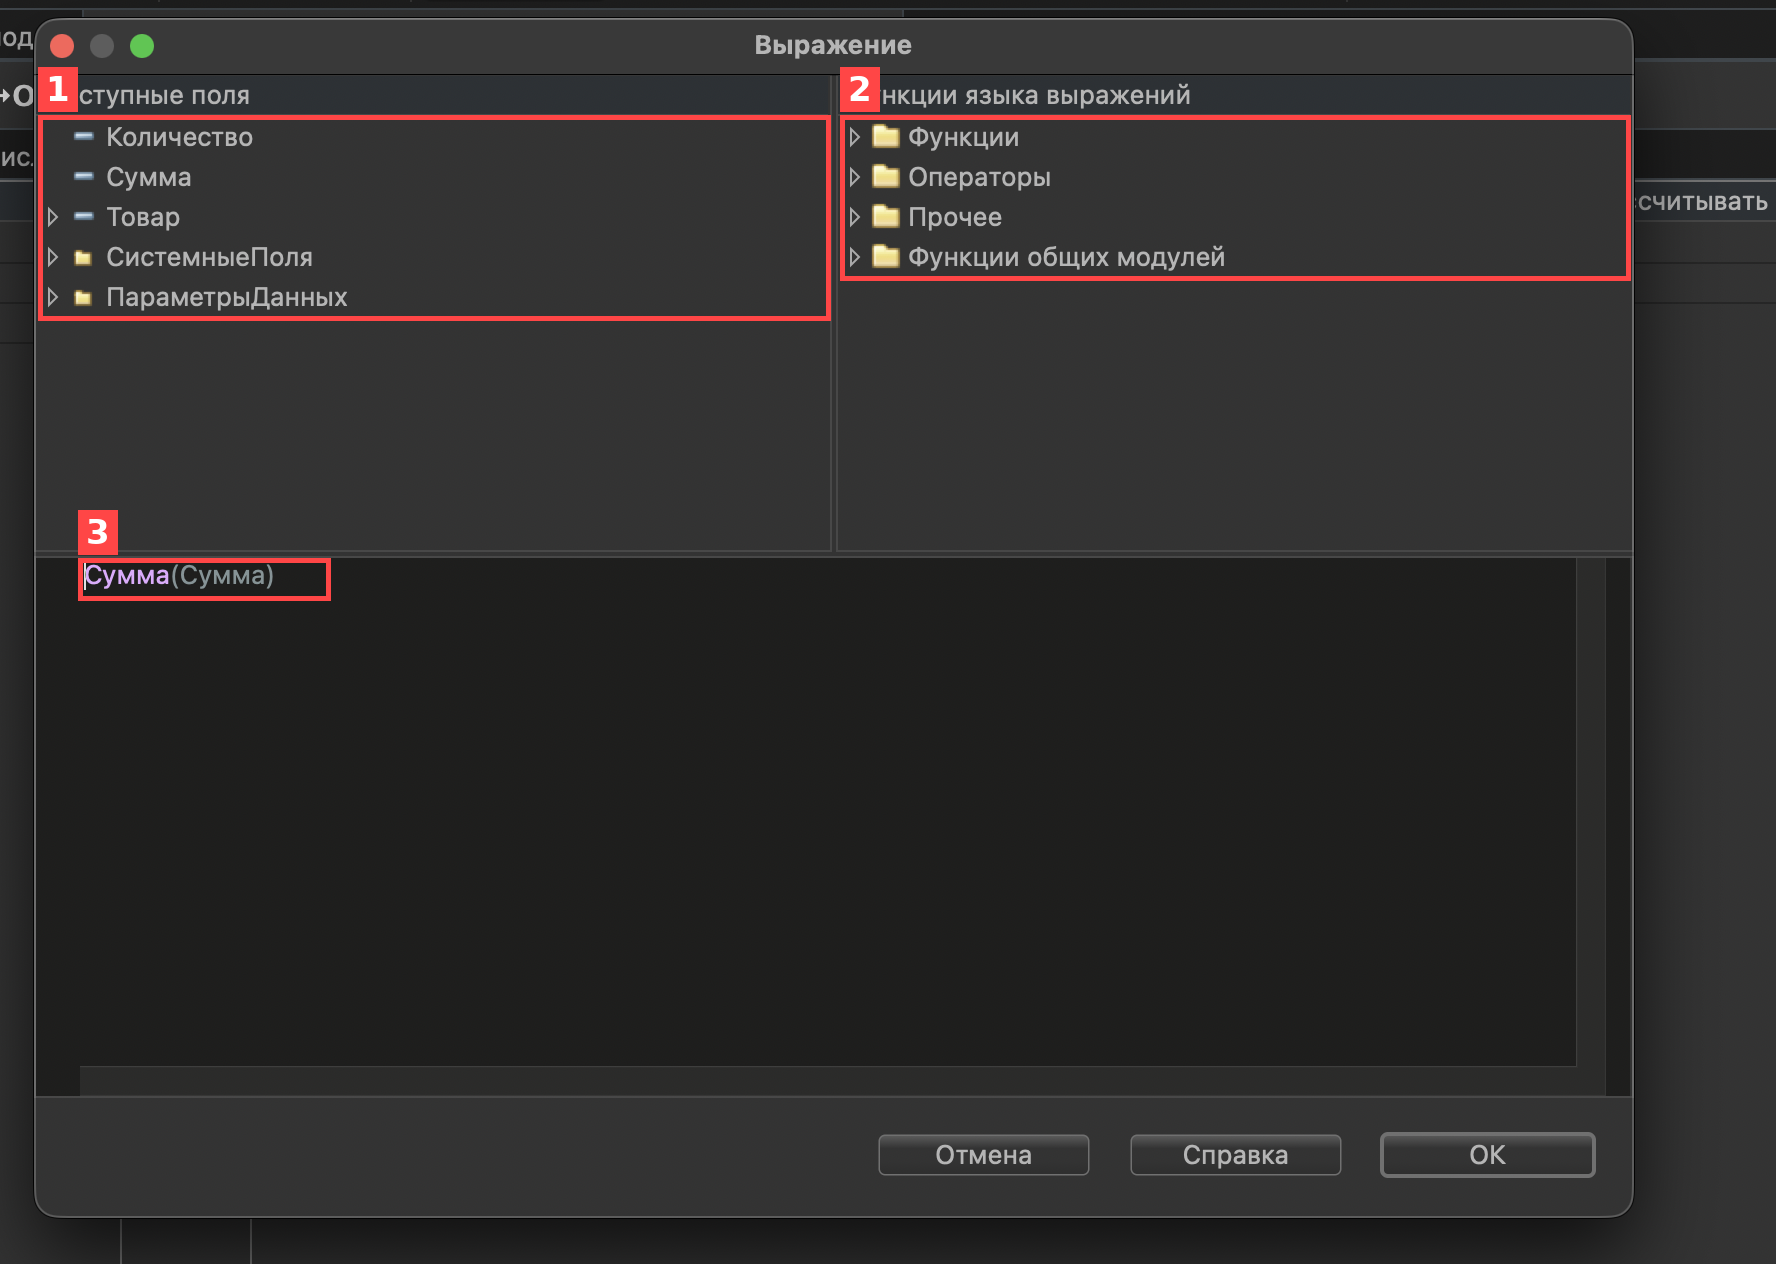 Выражение
1 ступные поля
2 нкции языка выражений
Количество
Сумма
Товар
СистемныеПоля
ПараметрыДанных
Функции
Операторы
Прочее
Функции общих модулей
считывать
3
Сумма(Сумма)
Отмена
Справка
OK